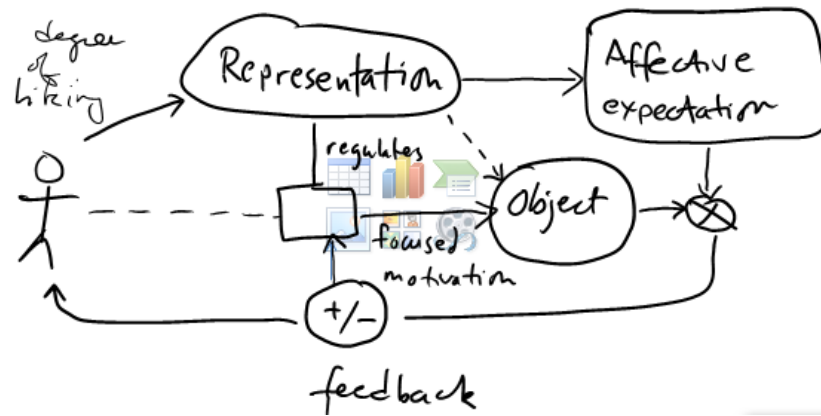 degree
of
liking
Representation
Affective
expectation
regulates
Object
focused
motivation
+/-
feedback